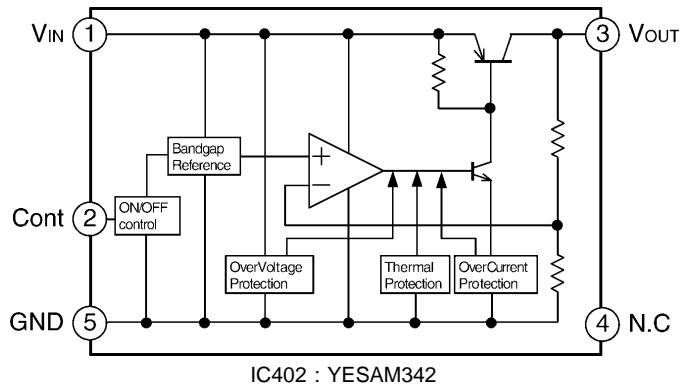 VIN 1
3 VOUT
Bandgap
Reference
+
−
Cont 2
ON/OFF
control
OverVoltage
Protection
Thermal
Protection
OverCurrent
Protection
GND 5
4 N.C
IC402 : YESAM342